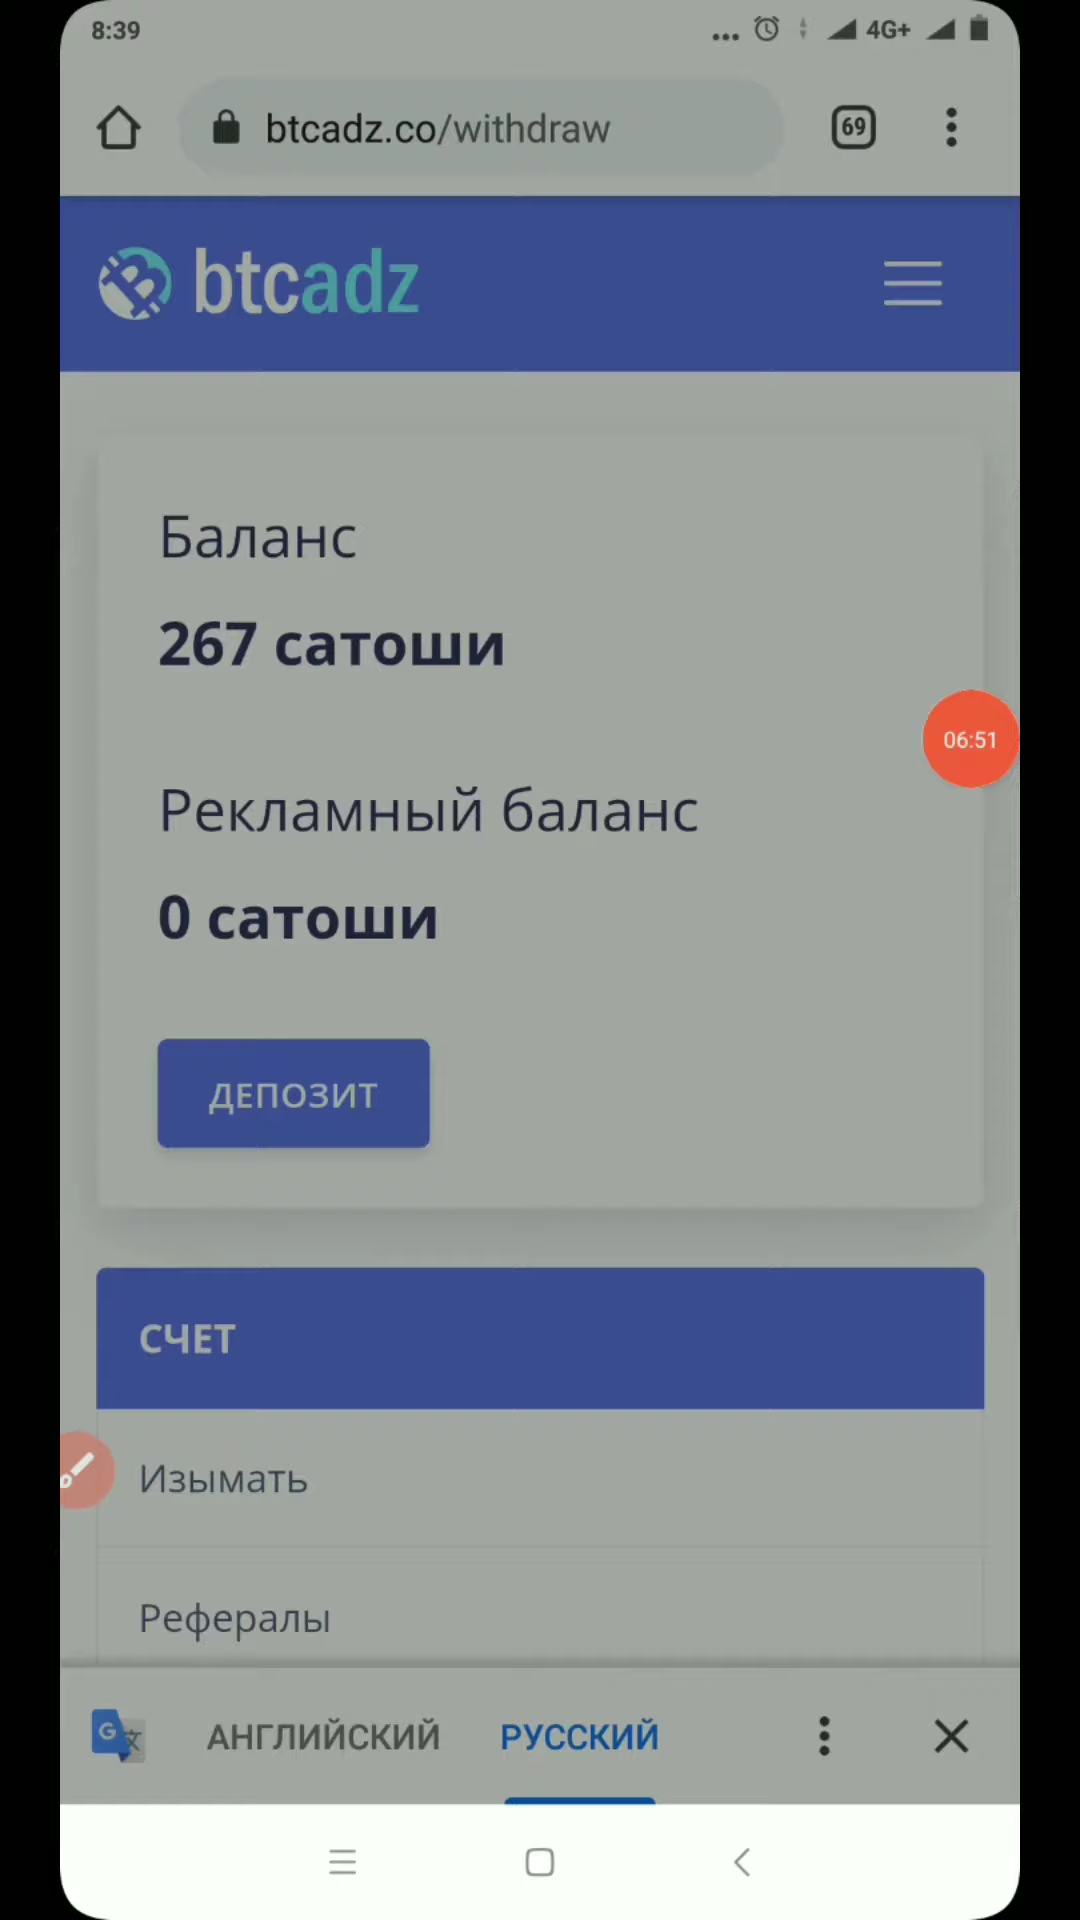 8:39
4G+
btcadz.co/withdraw
69
btcadz
Баланс
267 сатоши
06:51
Рекламный баланс
0 сатоши
ДЕПОЗИТ
СЧЕТ
Изымать
Рефералы
G 文 АНГЛИЙСКИЙ РУССКИЙ